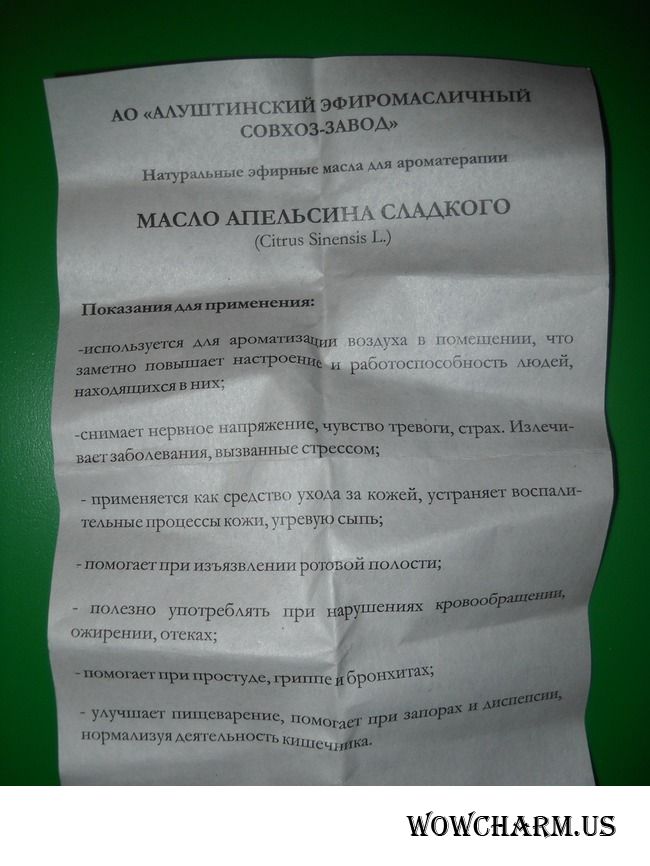 АО «АЛУШТИНСКИЙ ЭФИРОМАСЛИЧНЫЙ
СОВХОЗ-ЗАВОД»
Натуральные эфирные масла для ароматерапии
МАСЛО АПЕЛЬСИНА СЛАДКОГО
(Citrus Sinensis L.)
Показания для применения:
-используется для ароматизации воздуха в помещении, что
заметно повышает настроение и работоспособность людей,
находящихся в них;
-снимает нервное напряжение, чувство тревоги, страх. Излечи-
вает заболевания, вызванные стрессом;
- применяется как средство ухода за кожей, устраняет воспали-
тельные процессы кожи, угревую сыпь;
- помогает при изъязвлении ротовой полости;
- полезно употреблять при нарушениях кровообращении,
ожирении, отеках;
- помогает при простуде, гриппе и бронхитах;
- улучшает пищеварение, помогает при запорах и диспепсии,
нормализуя деятельность кишечника.
WOWCHARM.US